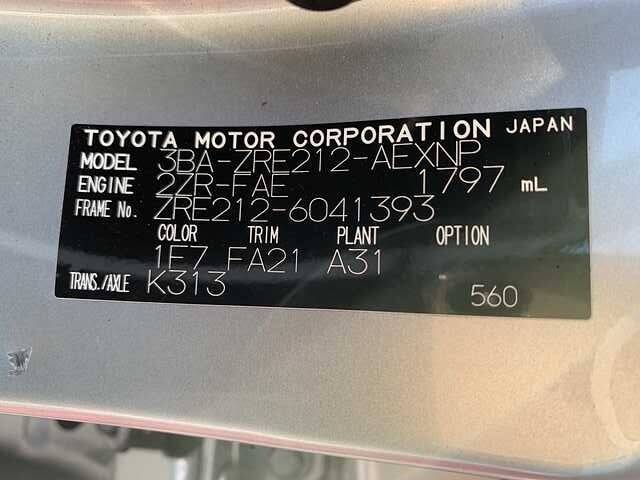 TOYOTA MOTOR CORPORATION JAPAN
MODEL 3BA-ZRE212-AEXNP
ENGINE 2ZR-FAE 1797 mL
FRAME No. ZRE212-6041393
COLOR TRIM PLANT OPTION
1E7 FA21 A31
TRANS./AXLE K313
560